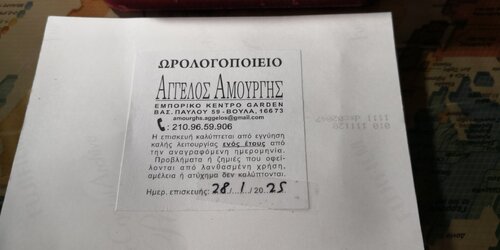 ΩΡΟΛΟΓΟΠΟΙΕΙΟ
ΑΓΓΕΛΟΣ ΑΜΟΥΡΓΗΣ
ΕΜΠΟΡΙΚΟ ΚΕΝΤΡΟ GARDEN
ΒΑΣ. ΠΑΥΛΟΥ 59 - ΒΟΥΛΑ, 16673
amourghs.aggelos@gmail.com
: 210.96.59.906
Η επισκευή καλύπτεται από εγγύηση
καλής λειτουργίας ενός έτους από
την αναγραφόμενη ημερομηνία.
Προβλήματα ή ζημιές που οφεί-
λονται από λανθασμένη χρήση,
αμέλεια ή ατύχημα δεν καλύπτονται.
Ημερ. επισκευής: 28/1/2025